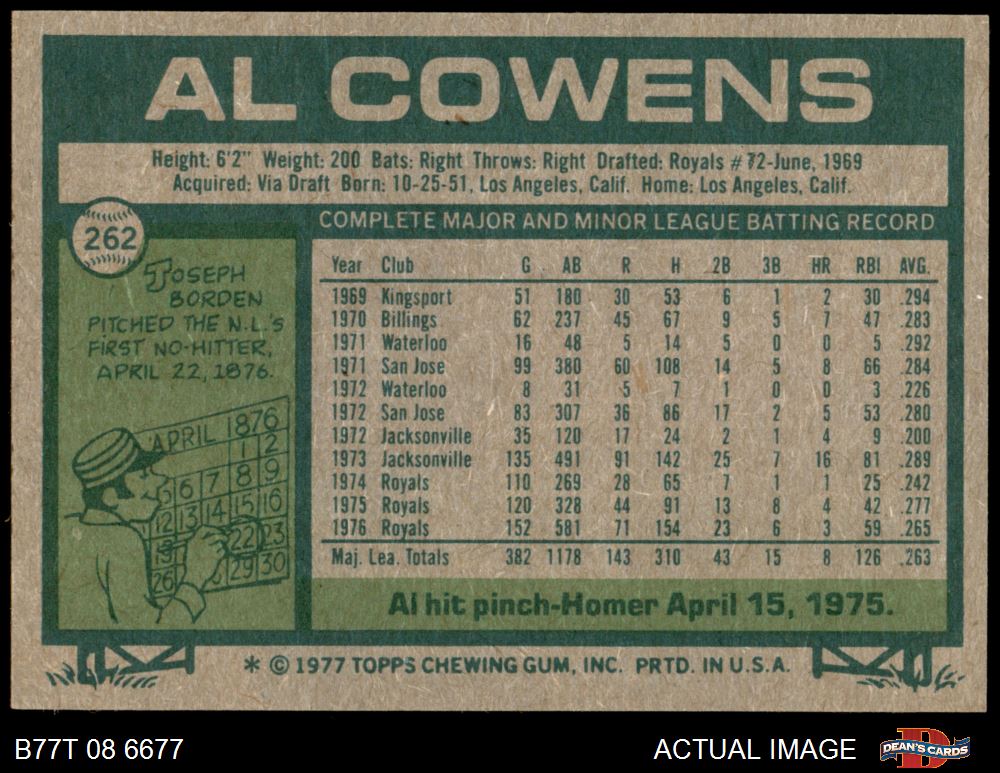 AL COWENS
Height: 6'2" Weight: 200 Bats: Right Throws: Right Drafted: Royals #72-June, 1969
Acquired: Via Draft Born: 10-25-51, Los Angeles, Calif. Home: Los Angeles, Calif.
262
COMPLETE MAJOR AND MINOR LEAGUE BATTING RECORD
JOSEPH
BORDEN
PITCHED THE N.L.'S
FIRST NO-HITTER,
APRIL 22, 1876.
APRIL 1876
1 2
5 6 7 8 9
12 13 14 15 16
19 22 23
26 29 30
Year Club G AB R H 2B 3B HR RBI AVG.
1969 Kingsport 51 180 30 53 6 1 2 30 .294
1970 Billings 62 237 45 67 9 5 7 47 .283
1971 Waterloo 16 48 5 14 5 0 0 5 .292
1971 San Jose 99 380 60 108 14 5 8 66 .284
1972 Waterloo 8 31 5 7 1 0 0 3 .226
1972 San Jose 83 307 36 86 17 2 5 53 .280
1972 Jacksonville 35 120 17 24 2 1 4 9 .200
1973 Jacksonville 135 491 91 142 25 7 16 81 .289
1974 Royals 110 269 28 65 7 1 1 25 .242
1975 Royals 120 328 44 91 13 8 4 42 .277
1976 Royals 152 581 71 154 23 6 3 59 .265
Maj. Lea. Totals 382 1178 143 310 43 15 8 126 .263
Al hit pinch-Homer April 15, 1975.
* © 1977 TOPPS CHEWING GUM, INC. PRTD. IN U.S.A.
B77T 08 6677
ACTUAL IMAGE
DEAN'S CARDS